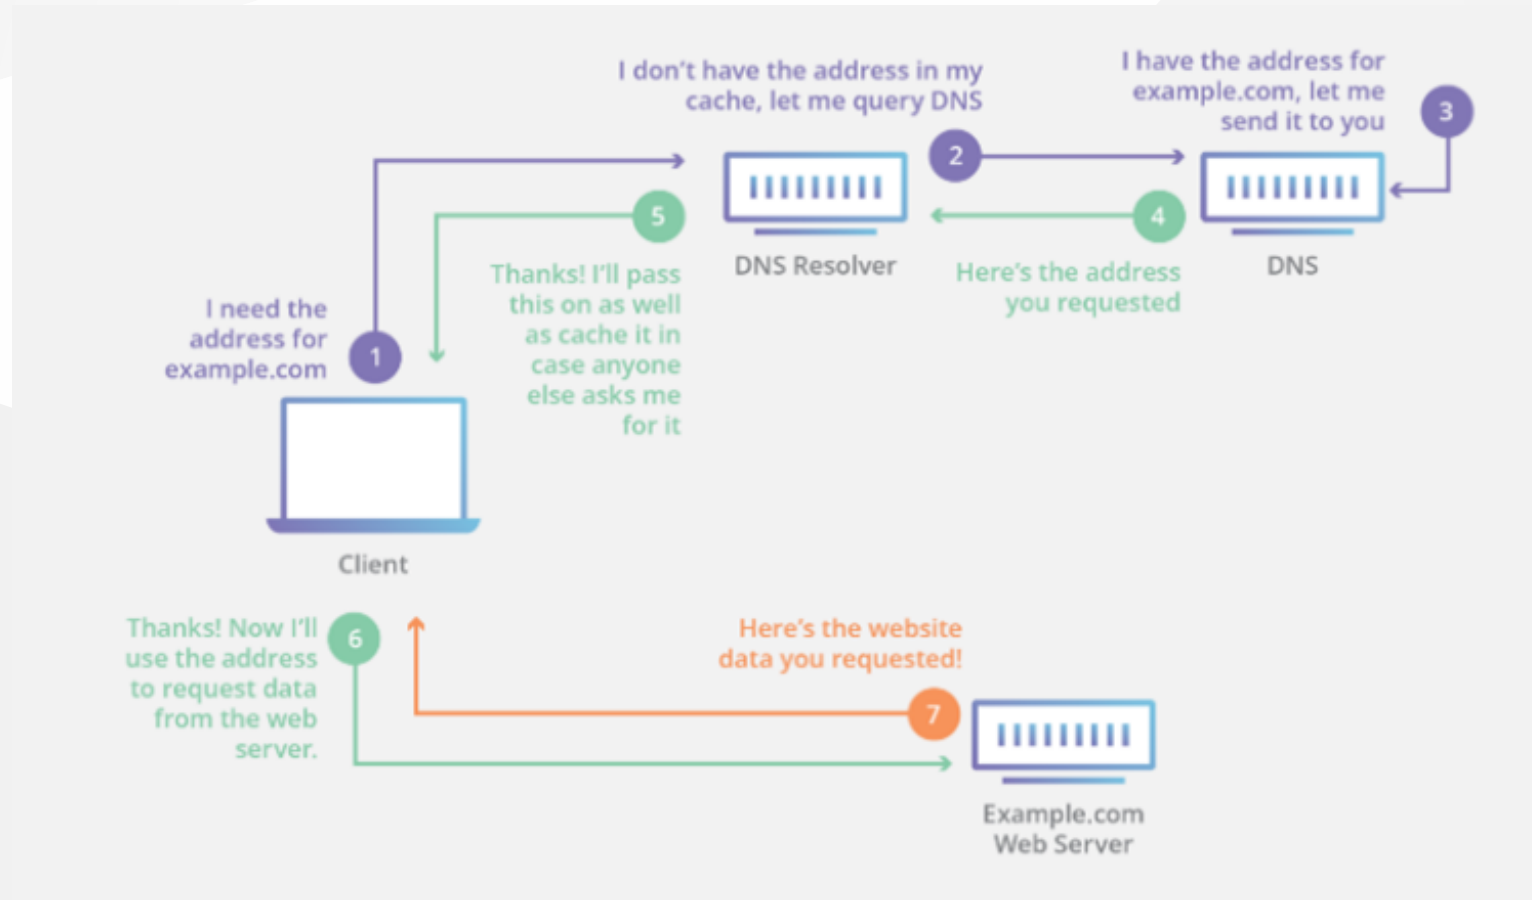 I don't have the address in my
cache, let me query DNS
I have the address for
example.com, let me
send it to you
3
2
5
4
DNS Resolver
DNS
Thanks! I'll pass
this on as well
as cache it in
case anyone
else asks me
for it
Here's the address
you requested
I need the
address for
example.com
1
Client
Thanks! Now I'll
use the address
to request data
from the web
server.
6
Here's the website
data you requested!
7
Example.com
Web Server